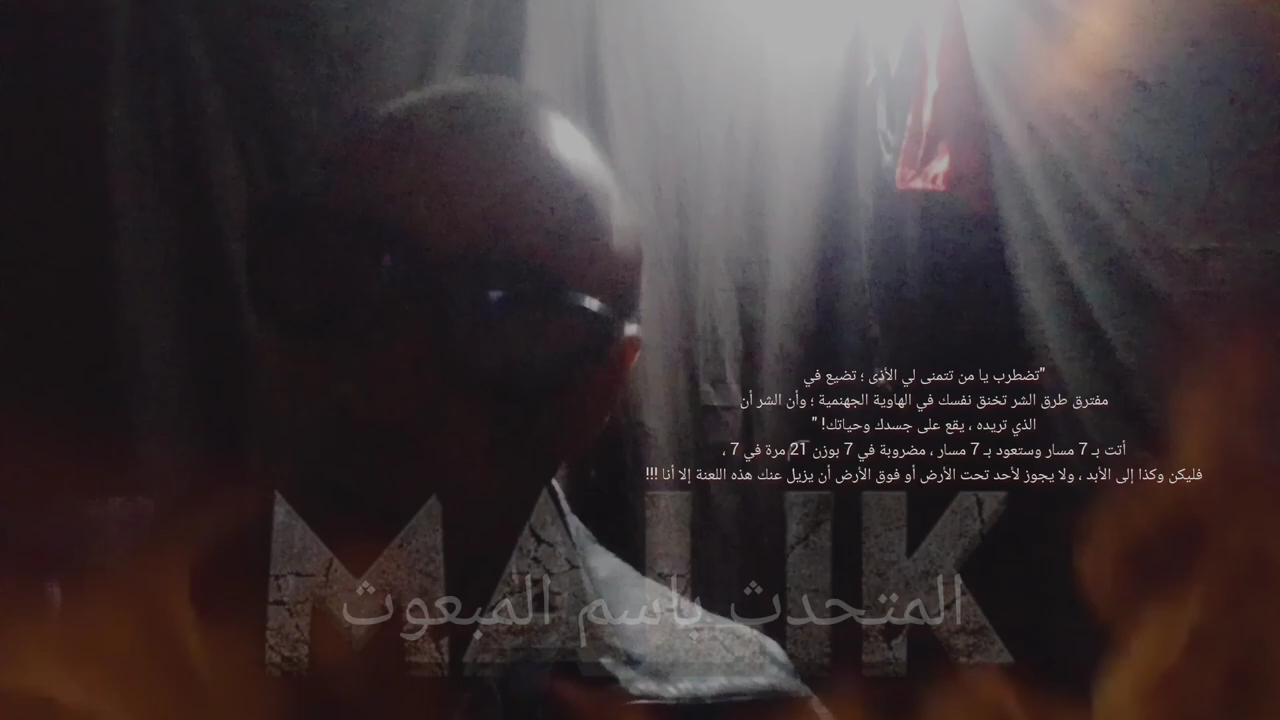 "تضطرب يا من تتمنى لي الأذى ؛ تضيع في
مفترق طرق الشر تخنق نفسك في الهاوية الجهنمية ؛ وأن الشر أن
الذي تريده ، يقع على جسدك وحياتك! "
أتت بـ 7 مسار وستعود بـ 7 مسار ، مضروبة في 7 بوزن 21 مرة في 7 ،
فليكن وكذا إلى الأبد ، ولا يجوز لأحد تحت الأرض أو فوق الأرض أن يزيل عنك هذه اللعنة إلا أنا !!!
MALIK
المتحدث باسم المبعوث